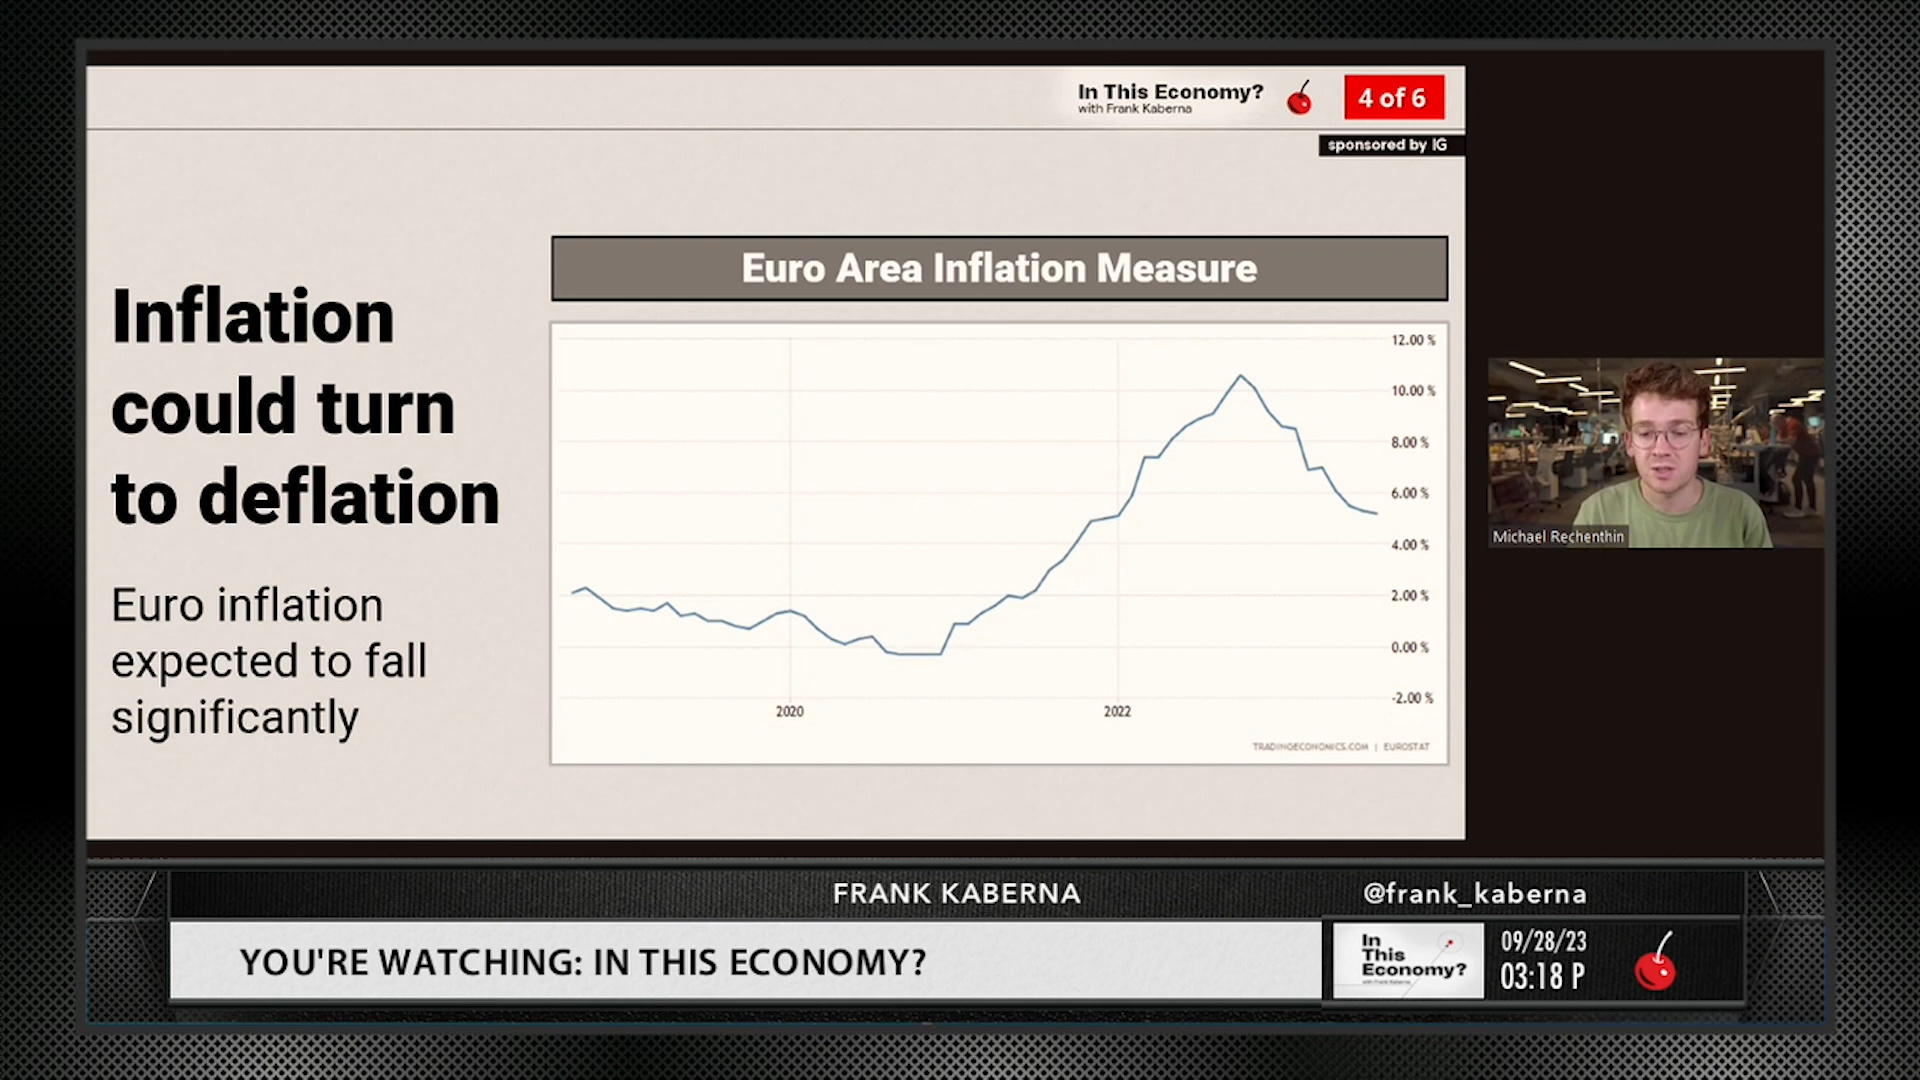 In This Economy?
with Frank Kaberna
4 of 6
sponsored by IG
Inflation
could turn
to deflation
Euro inflation
expected to fall
significantly
Euro Area Inflation Measure
12.00 %
10.00 %
8.00 %
6.00 %
4.00 %
2.00 %
0.00 %
-2.00 %
2020
2022
TRADINGECONOMICS.COM | EUROSTAT
Michael Rechenthin
FRANK KABERNA
@frank_kaberna
YOU'RE WATCHING: IN THIS ECONOMY?
In
This
Economy?
with Frank Kaberna
09/28/23
03:18 P